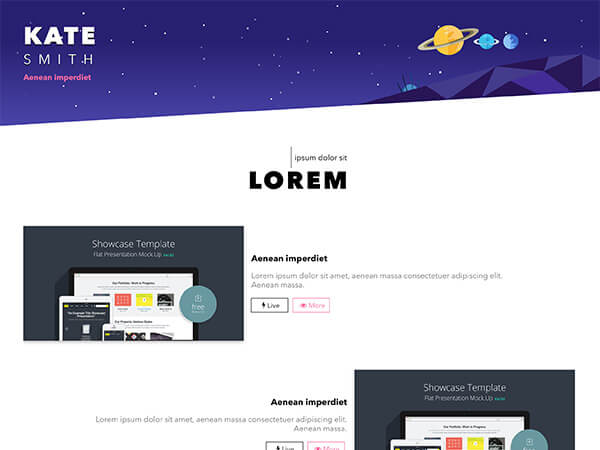 KATE
SMITH
Aenean imperdiet
ipsum dolor sit
LOREM
Showcase Template
Flat Presentation Mock Up
free
Aenean imperdiet
Lorem ipsum dolor sit amet, aenean massa consectetuer adipiscing elit.
Aenean massa.
Live
More
Aenean imperdiet
Lorem ipsum dolor sit amet, aenean massa consectetuer adipiscing elit.
Aenean massa.
Live
More
Showcase Template
Flat Presentation Mock Up
free